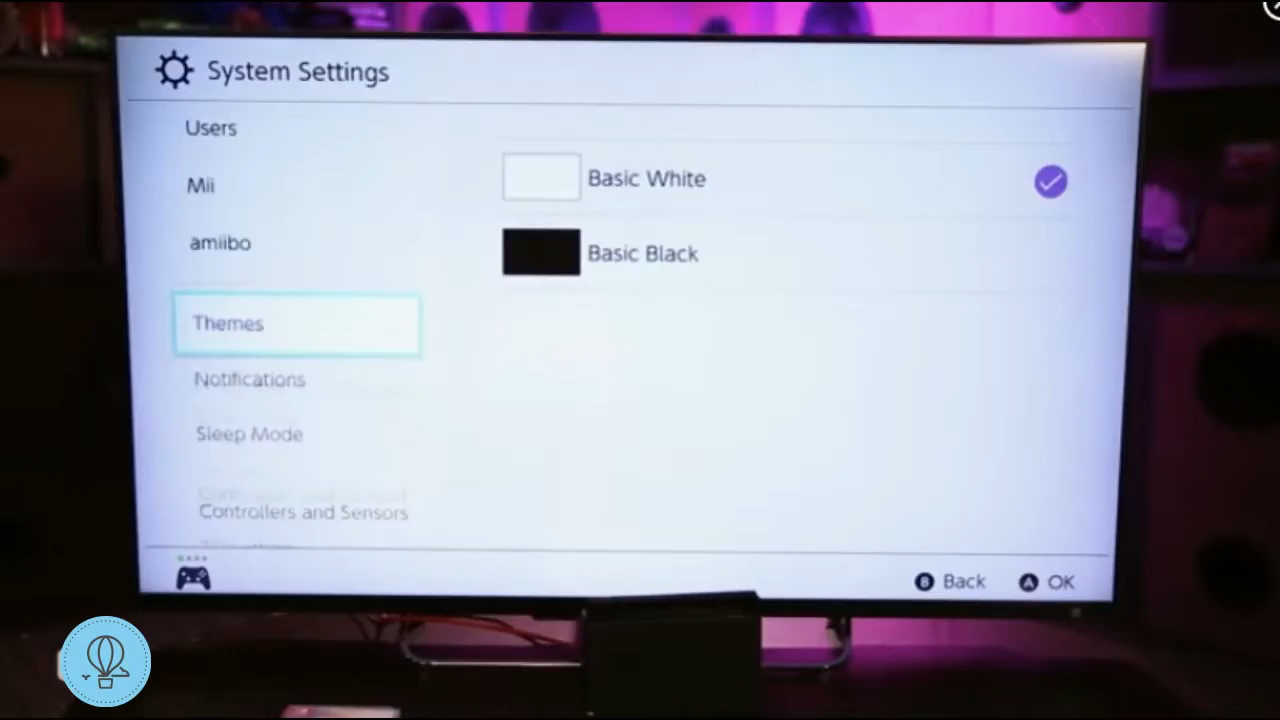 System Settings
Users
Mii
amiibo
Themes
Notifications
Sleep Mode
Controllers and Sensors
Basic White
Basic Black
B Back
A OK